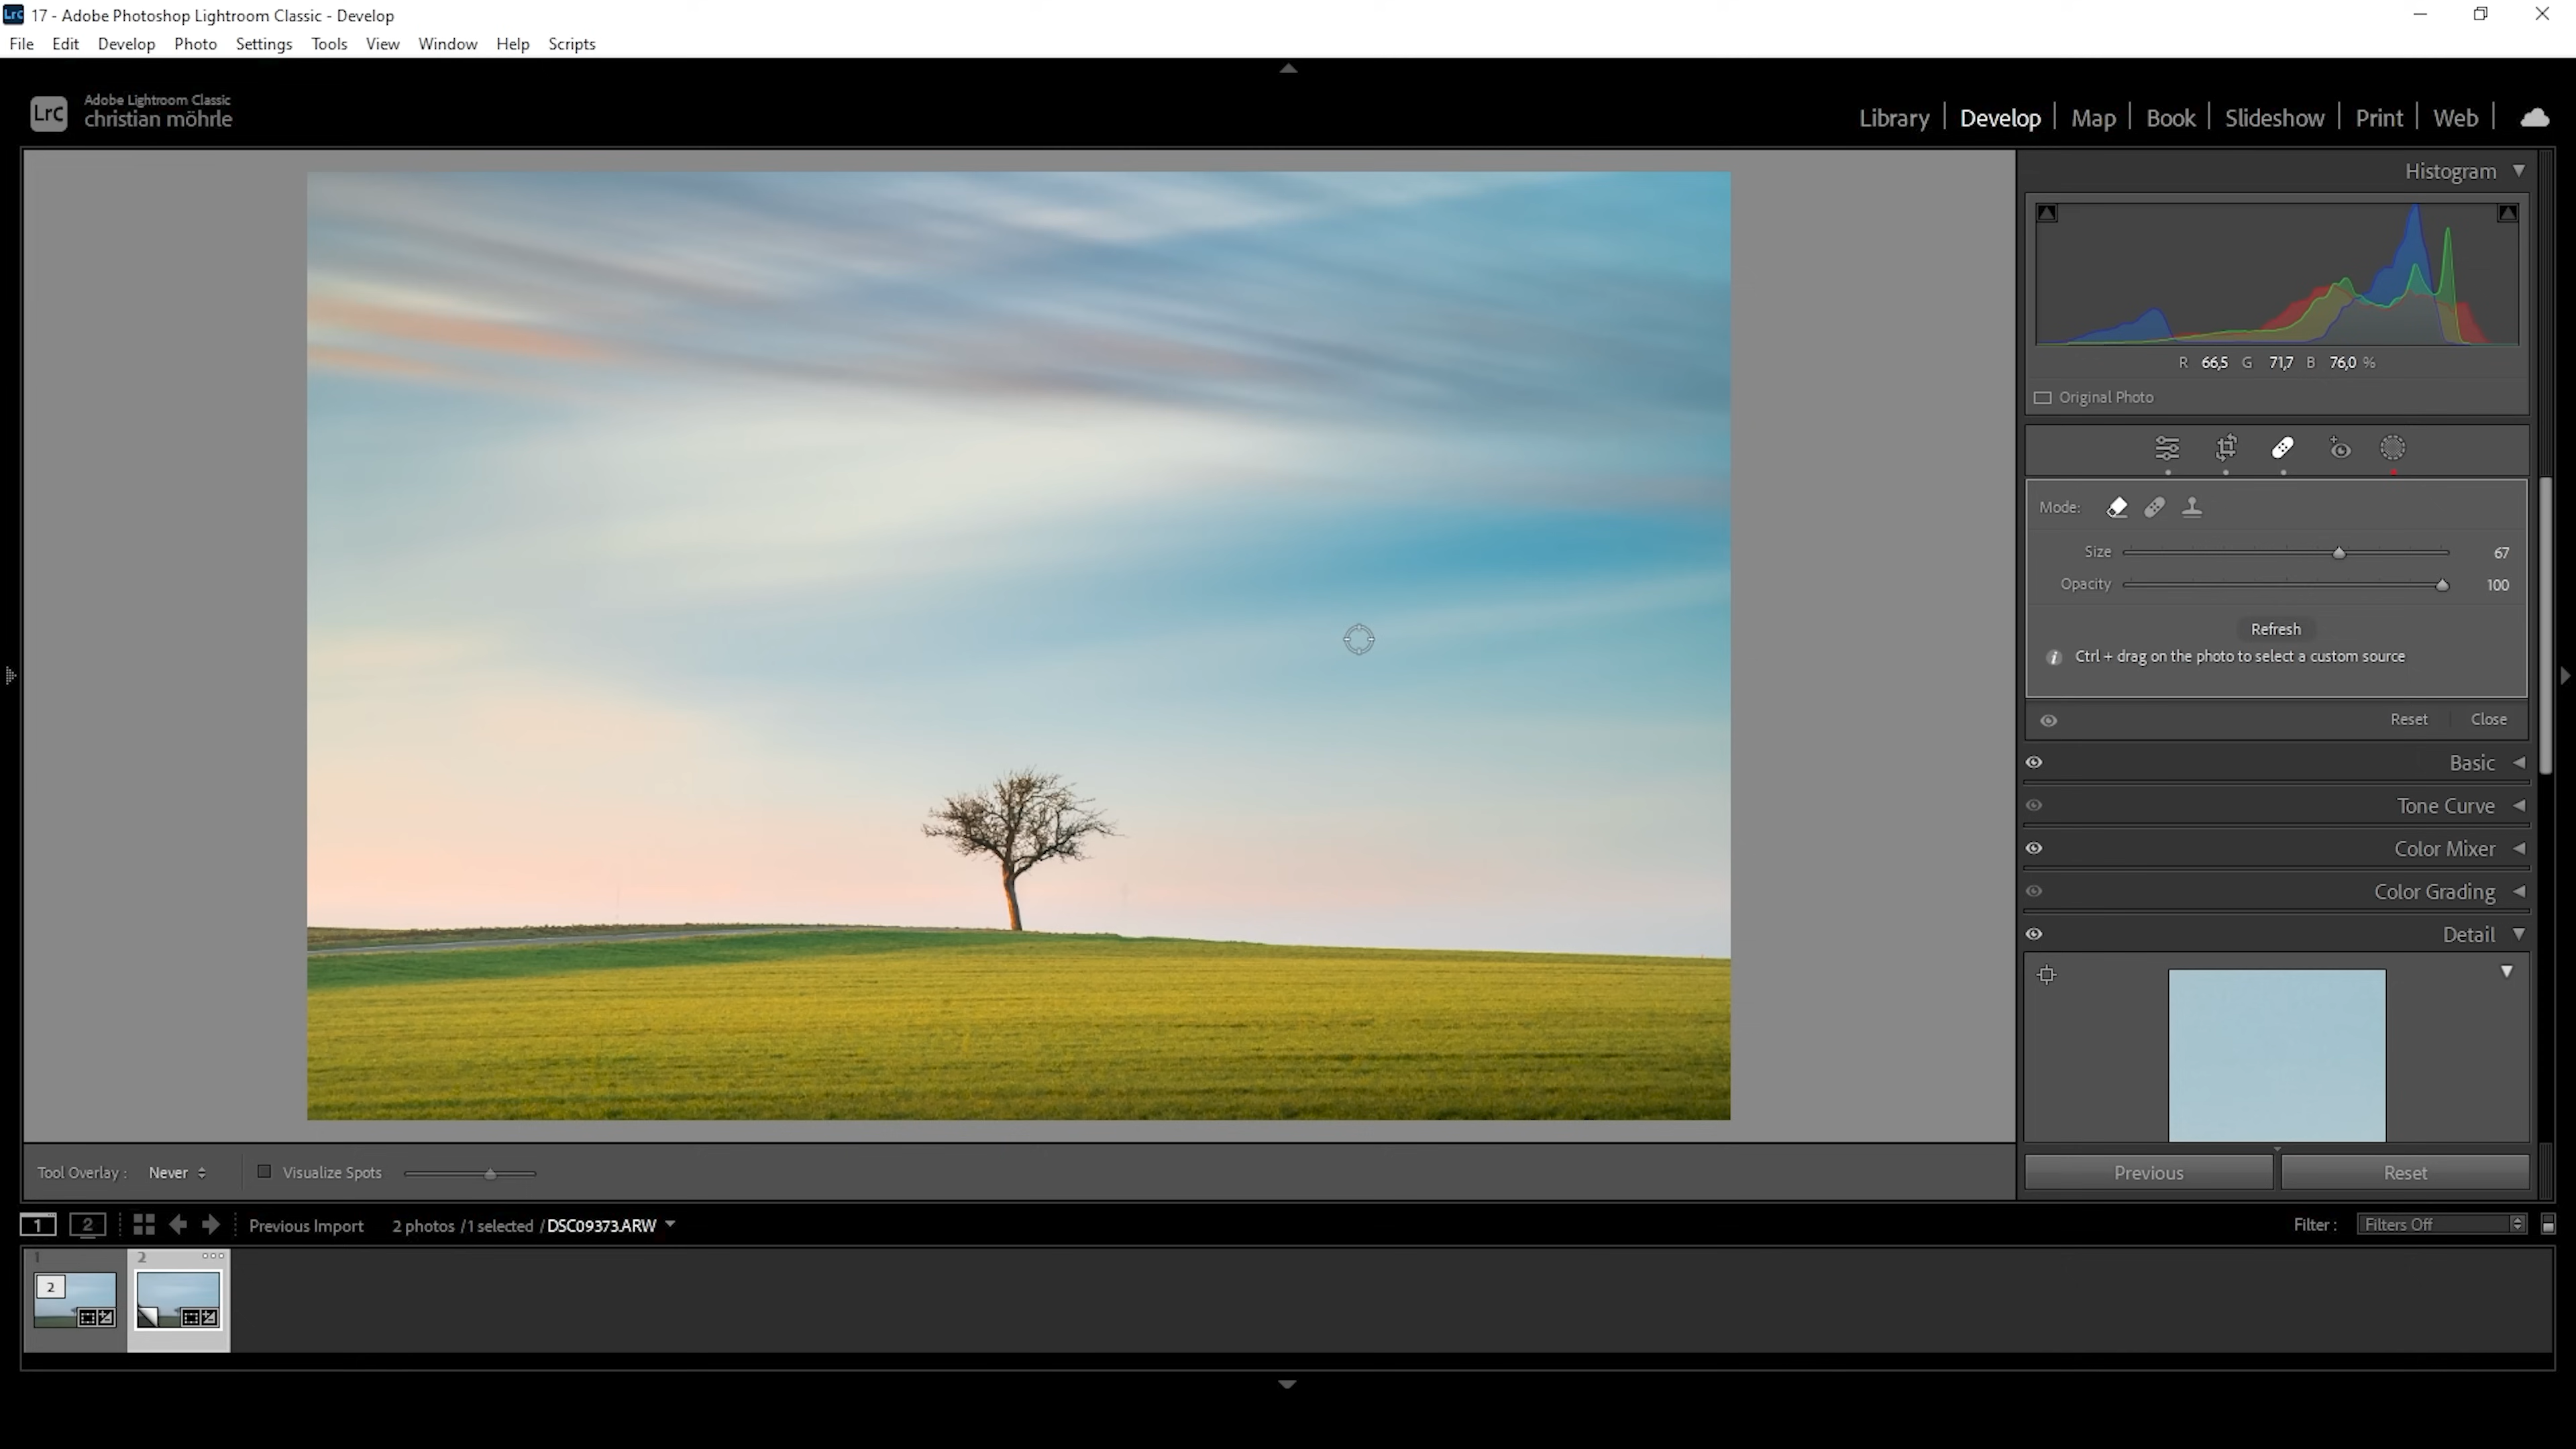 Lrc 17 - Adobe Photoshop Lightroom Classic - Develop
File Edit Develop Photo Settings Tools View Window Help Scripts
Lrc Adobe Lightroom Classic
christian möhrle
Library | Develop | Map | Book | Slideshow | Print | Web |
Histogram
R 66,5 G 71,7 B 76,0 %
Original Photo
Mode:
Size 67
Opacity 100
Refresh
Ctrl + drag on the photo to select a custom source
Reset Close
Basic
Tone Curve
Color Mixer
Color Grading
Detail
Tool Overlay : Never Visualize Spots
Previous Reset
1 2 Previous Import 2 photos /1 selected /DSC09373.ARW Filter : Filters Off
1 2
2